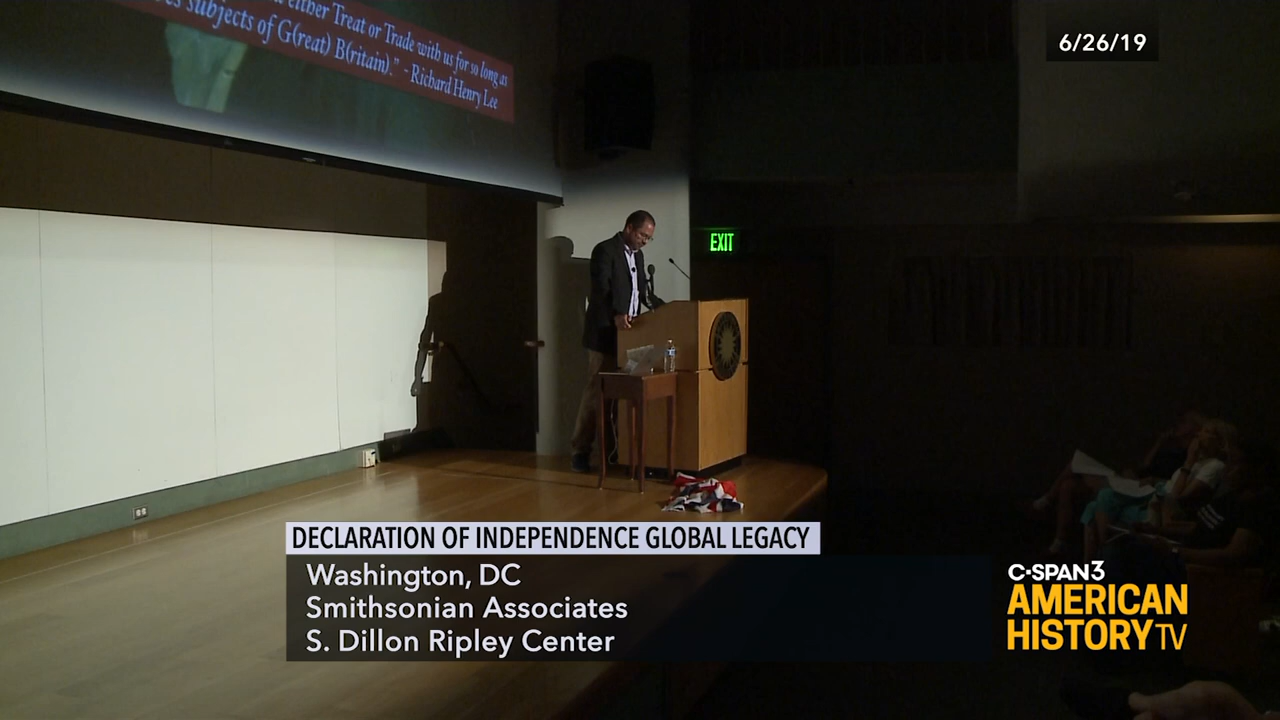 either Treat or Trade with us for so long as
subjects of G(reat) B(ritain)." - Richard Henry Lee
6/26/19
EXIT
DECLARATION OF INDEPENDENCE GLOBAL LEGACY
Washington, DC
Smithsonian Associates
S. Dillon Ripley Center
C-SPAN3
AMERICAN
HISTORY TV